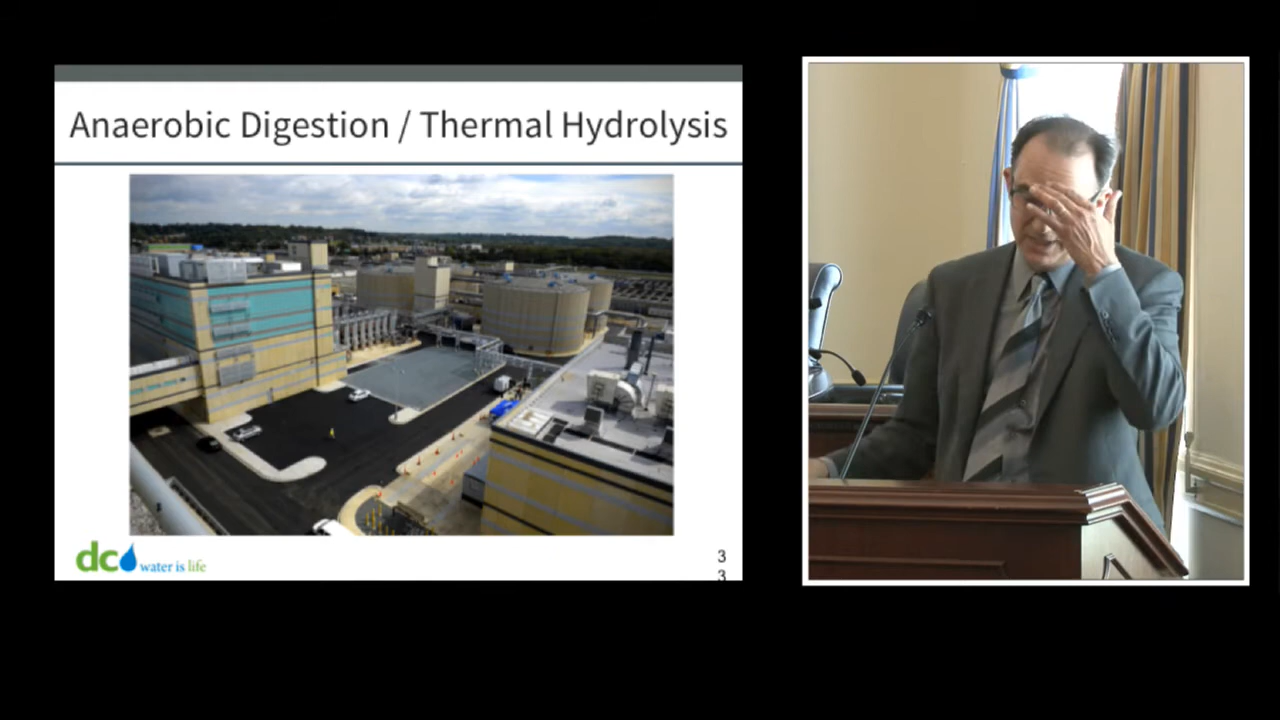 Anaerobic Digestion / Thermal Hydrolysis
dc water is life
3
3